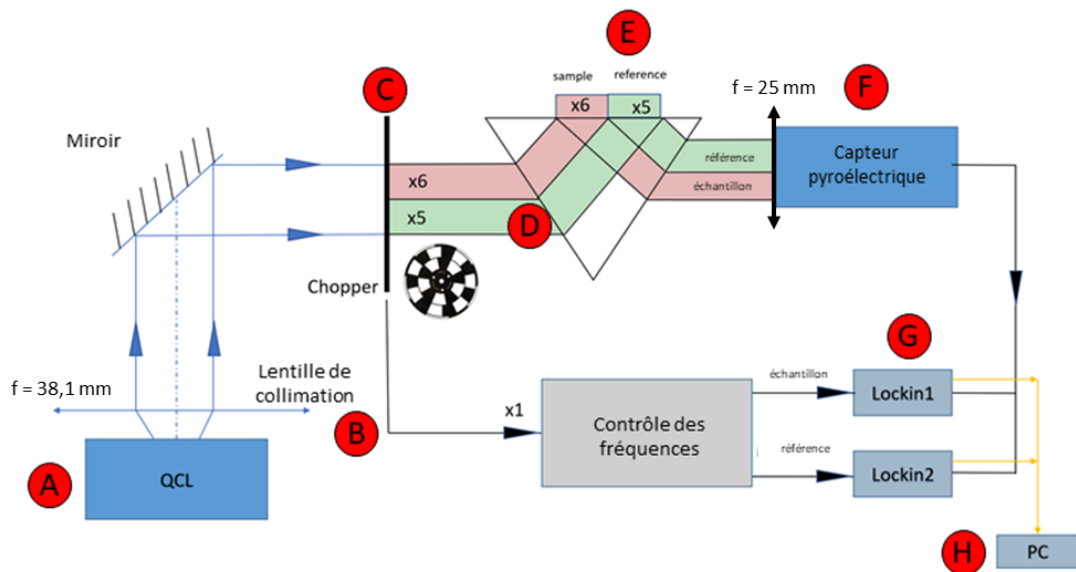 E
sample
reference
C
F
f = 25 mm
x6
x5
Miroir
référence
Capteur
pyroélectrique
échantillon
x6
x5
D
Chopper
G
f = 38,1 mm
Lentille de
collimation
échantillon
Lockin1
B
x1
Contrôle des
fréquences
référence
Lockin2
A
QCL
H
PC